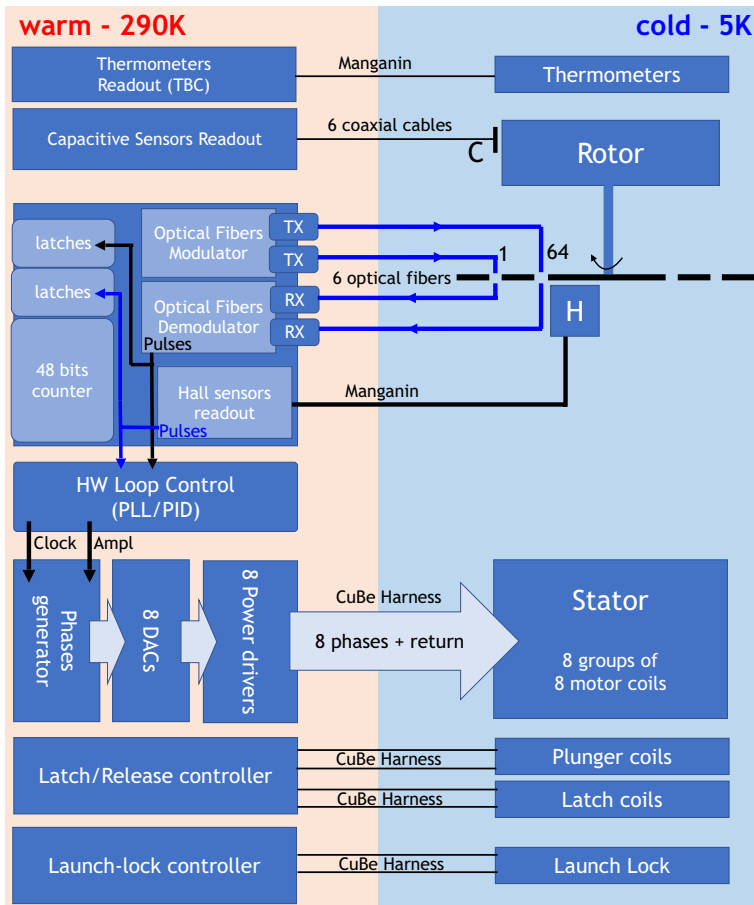 warm - 290K
cold - 5K
Thermometers
Readout (TBC)
Manganin
Thermometers
Capacitive Sensors Readout
6 coaxial cables
C
Rotor
latches
Optical Fibers
Modulator
TX
TX
1
64
latches
6 optical fibers
Optical Fibers
Demodulator
RX
RX
H
Pulses
48 bits
counter
Hall sensors
readout
Manganin
Pulses
HW Loop Control
(PLL/PID)
Clock
Ampl
Phases
generator
8 DACs
8 Power drivers
CuBe Harness
8 phases + return
Stator
8 groups of
8 motor coils
Latch/Release controller
CuBe Harness
Plunger coils
CuBe Harness
Latch coils
Launch-lock controller
CuBe Harness
Launch Lock